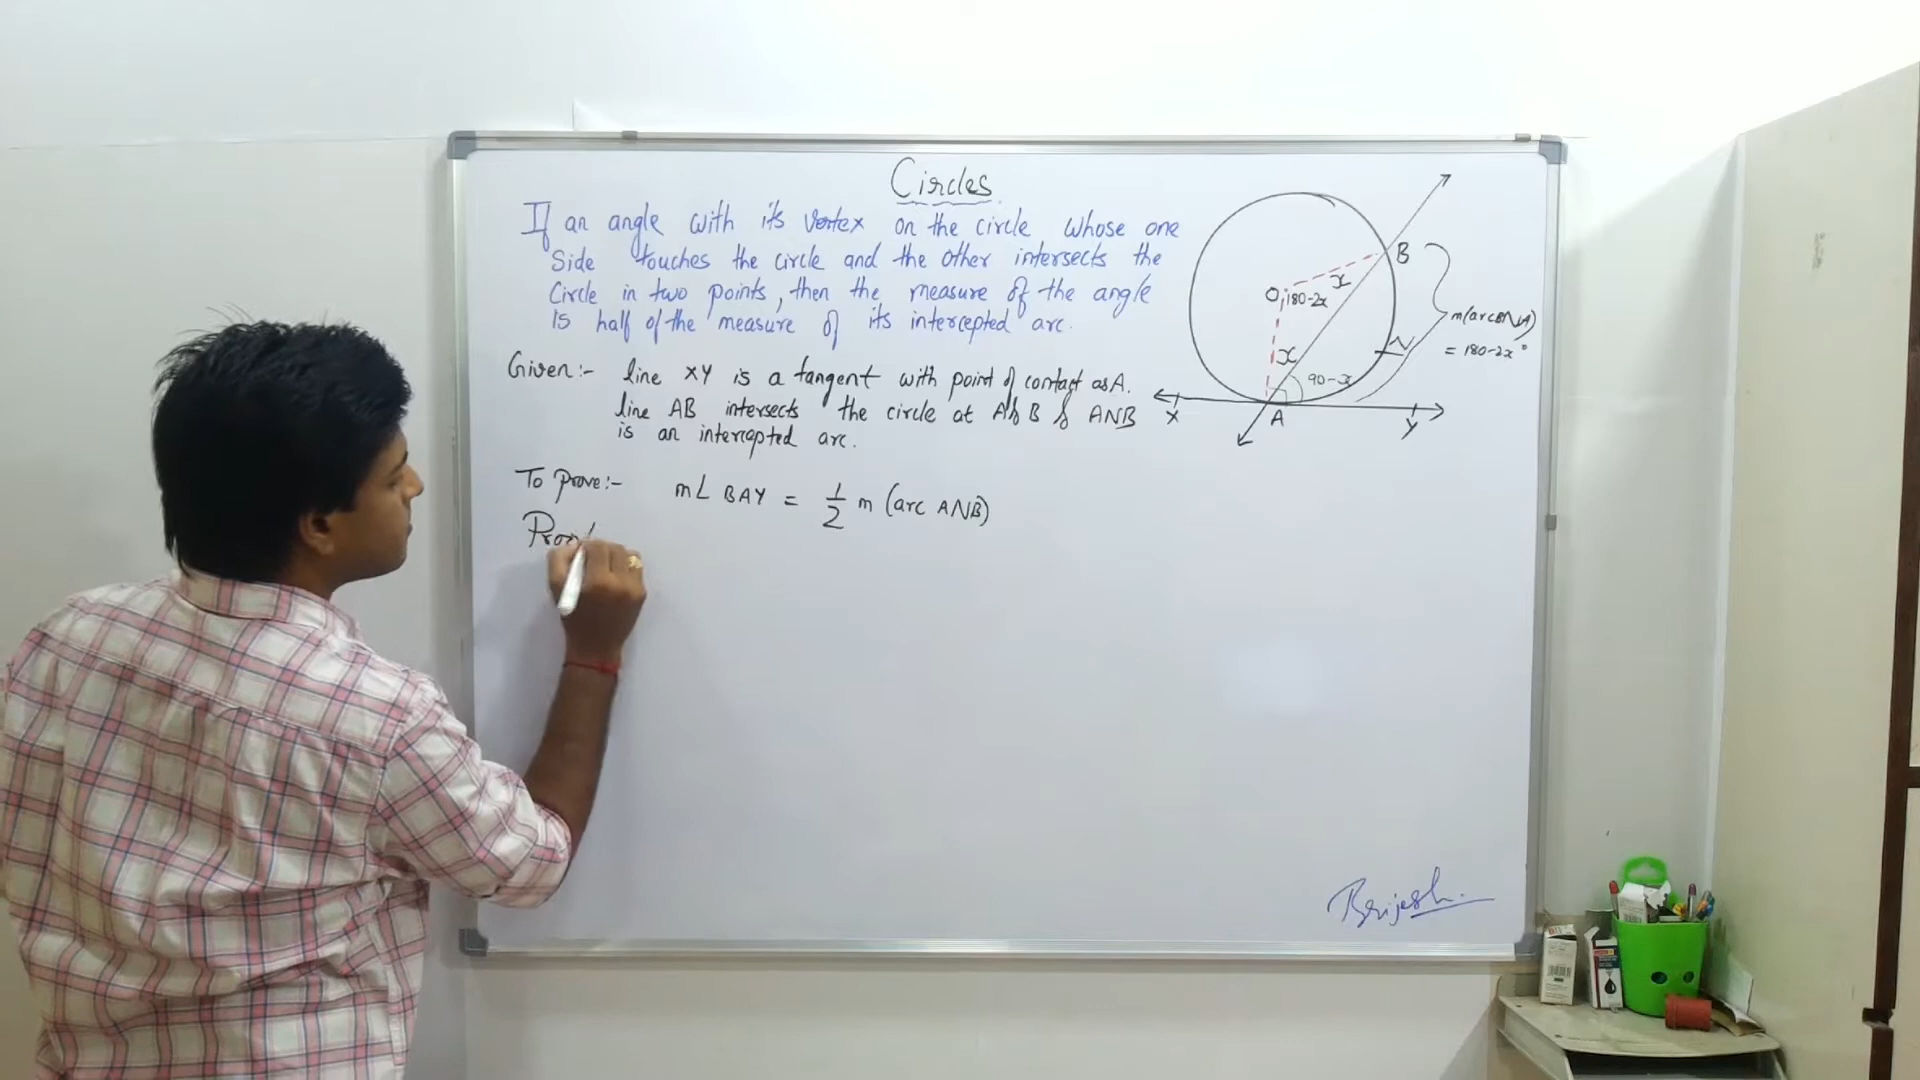 Circles
If an angle with its vertex on the circle whose one
Side touches the circle and the other intersects the
Circle in two points, then the measure of the angle
is half of the measure of its intercepted arc.
Given:- line XY is a tangent with point of contact as A.
line AB intersects the circle at A & B & ANB
is an intercepted arc.
To prove:- m∠ BAY = 1/2 m (arc ANB)
Proof
B
x
O
180-2x
m(arc BNA)
= 180-2x°
N
x
90-x
X
A
Y
Brijesh.